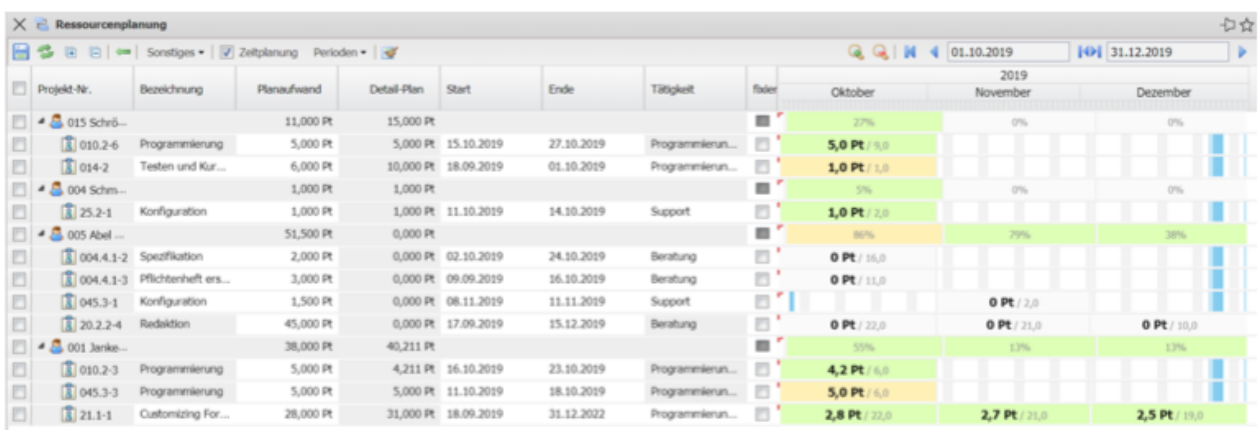 Ressourcenplanung
Sonstiges Zeitplanung Perioden 01.10.2019 31.12.2019
2019
Projekt-Nr. Bezeichnung Planaufwand Detail-Plan Start Ende Tätigkeit fixier Oktober November Dezember
015 Schrö... 11,000 Pt 15,000 Pt 27% 0% 0%
010.2-6 Programmierung 5,000 Pt 5,000 Pt 15.10.2019 27.10.2019 Programmierun... 5,0 Pt / 9,0
014-2 Testen und Kur... 6,000 Pt 10,000 Pt 18.09.2019 01.10.2019 Programmierun... 1,0 Pt / 1,0
004 Schm... 1,000 Pt 1,000 Pt 5% 0% 0%
25.2-1 Konfiguration 1,000 Pt 1,000 Pt 11.10.2019 14.10.2019 Support 1,0 Pt / 2,0
005 Abel ... 51,500 Pt 0,000 Pt 86% 79% 38%
004.4.1-2 Spezifikation 2,000 Pt 0,000 Pt 02.10.2019 24.10.2019 Beratung 0 Pt / 16,0
004.4.1-3 Pflichtenheft ers... 3,000 Pt 0,000 Pt 09.09.2019 16.10.2019 Beratung 0 Pt / 11,0
045.3-1 Konfiguration 1,500 Pt 0,000 Pt 08.11.2019 11.11.2019 Support 0 Pt / 2,0
20.2.2-4 Redaktion 45,000 Pt 0,000 Pt 17.09.2019 15.12.2019 Beratung 0 Pt / 22,0 0 Pt / 21,0 0 Pt / 10,0
001 Janke... 38,000 Pt 40,211 Pt 55% 13% 13%
010.2-3 Programmierung 5,000 Pt 4,211 Pt 16.10.2019 23.10.2019 Programmierun... 4,2 Pt / 6,0
045.3-3 Programmierung 5,000 Pt 5,000 Pt 11.10.2019 18.10.2019 Programmierun... 5,0 Pt / 6,0
21.1-1 Customizing For... 28,000 Pt 31,000 Pt 18.09.2019 31.12.2022 Programmierun... 2,8 Pt / 22,0 2,7 Pt / 21,0 2,5 Pt / 19,0